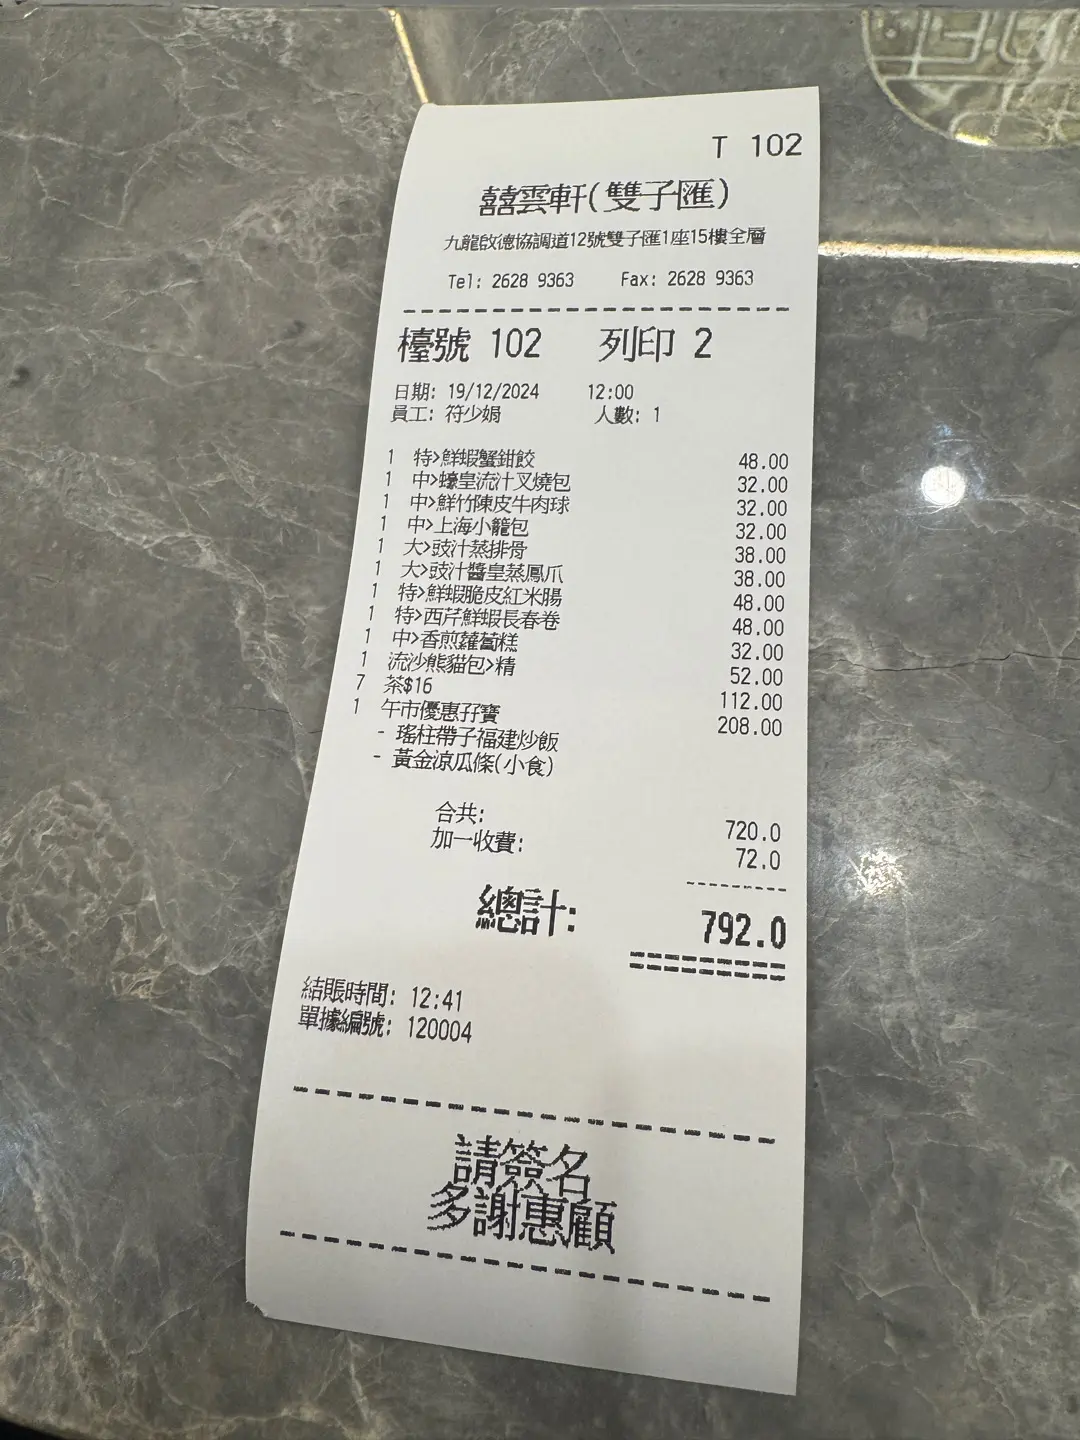 T 102
囍雲軒(雙子匯)
九龍啟德協調道12號雙子匯1座15樓全層
Tel: 2628 9363 Fax: 2628 9363
檯號 102 列印 2
日期: 19/12/2024 12:00
員工: 符少娟 人數: 1
1 特>鮮蝦蟹鉗餃 48.00
1 中>蠔皇流汁叉燒包 32.00
1 中>鮮竹陳皮牛肉球 32.00
1 中>上海小籠包 32.00
1 大>豉汁蒸排骨 38.00
1 大>豉汁醬皇蒸鳳爪 38.00
1 特>鮮蝦脆皮紅米腸 48.00
1 特>西芹鮮蝦長春卷 48.00
1 中>香煎蘿蔔糕 32.00
1 流沙熊貓包>精 52.00
7 茶$16 112.00
1 午市優惠孖寶 208.00
- 瑤柱帶子福建炒飯
- 黃金涼瓜條(小食)
合共: 720.0
加一收費: 72.0
總計: 792.0
結賬時間: 12:41
單據編號: 120004
請簽名
多謝惠顧